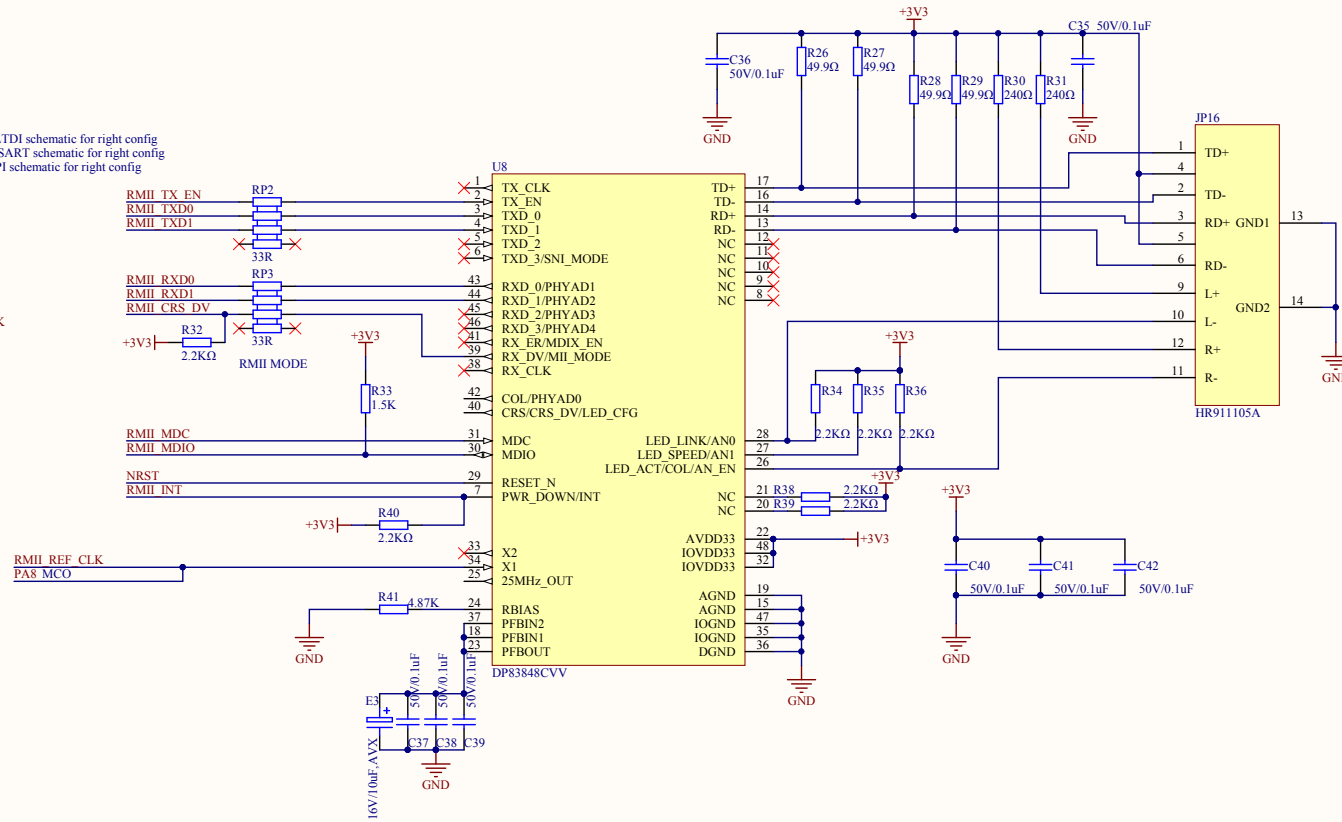 +3V3
C35 50V/0.1uF
C36
50V/0.1uF
R26
49.9Ω
R27
49.9Ω
R28
49.9Ω
R29
49.9Ω
R30
240Ω
R31
240Ω
GND
GND
TDI schematic for right config
SART schematic for right config
PI schematic for right config
JP16
1 TD+
4
2 TD-
3 RD+ GND1 13
5
6 RD-
9 L+
10 L- GND2 14
12 R+
11 R-
HR911105A
GN
U8
1 TX_CLK
2 TX_EN
3 TXD_0
4 TXD_1
5 TXD_2
6 TXD_3/SNI_MODE
43 RXD_0/PHYAD1
44 RXD_1/PHYAD2
45 RXD_2/PHYAD3
46 RXD_3/PHYAD4
41 RX_ER/MDIX_EN
39 RX_DV/MII_MODE
38 RX_CLK
42 COL/PHYAD0
40 CRS/CRS_DV/LED_CFG
31 MDC
30 MDIO
29 RESET_N
7 PWR_DOWN/INT
33 X2
34 X1
25 25MHz_OUT
24 RBIAS
37 PFBIN2
18 PFBIN1
23 PFBOUT
TD+ 17
TD- 16
RD+ 14
RD- 13
NC 12
NC 11
NC 10
NC 9
NC 8
LED_LINK/AN0 28
LED_SPEED/AN1 27
LED_ACT/COL/AN_EN 26
NC 21
NC 20
AVDD33 22
IOVDD33 48
IOVDD33 32
AGND 19
AGND 15
IOGND 47
IOGND 35
DGND 36
DP83848CVV
RMII_TX_EN
RMII_TXD0
RMII_TXD1
RP2
33R
RMII_RXD0
RMII_RXD1
RMII_CRS_DV
RP3
33R
RMII MODE
K
+3V3
R32
2.2KΩ
+3V3
R33
1.5K
RMII_MDC
RMII_MDIO
NRST
RMII_INT
+3V3
R40
2.2KΩ
RMII_REF_CLK
PA8_MCO
R41 4.87K
GND
E3
+
16V/10uF,AVX
50V/0.1uF
50V/0.1uF
50V/0.1uF
C37 C38 C39
GND
+3V3
R34 R35 R36
2.2KΩ 2.2KΩ 2.2KΩ
+3V3
R38 2.2KΩ
R39 2.2KΩ
+3V3
GND
+3V3
C40 C41 C42
50V/0.1uF 50V/0.1uF 50V/0.1uF
GND